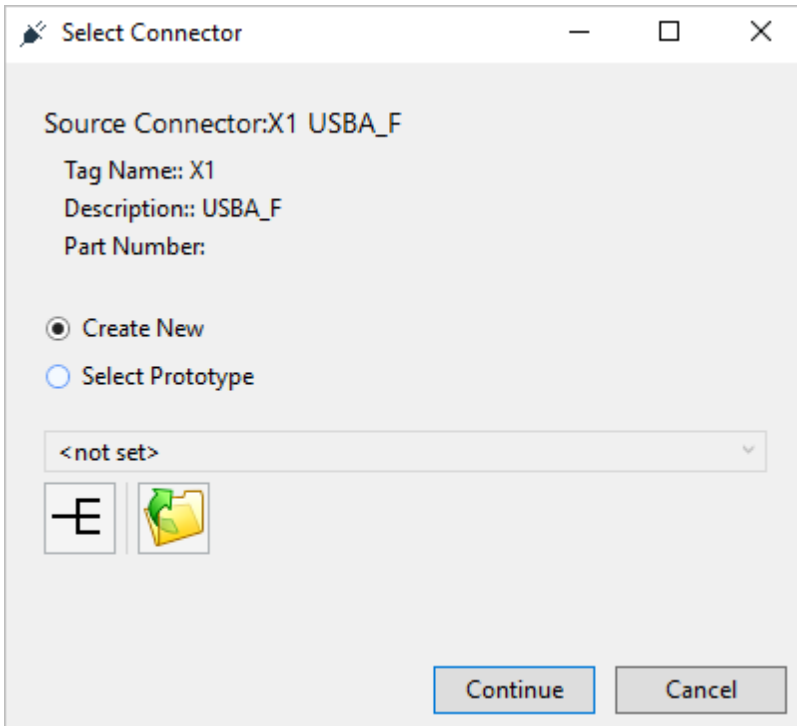 Select Connector
Source Connector:X1 USBA_F
Tag Name:: X1
Description:: USBA_F
Part Number:
Create New
Select Prototype
<not set>
Continue
Cancel